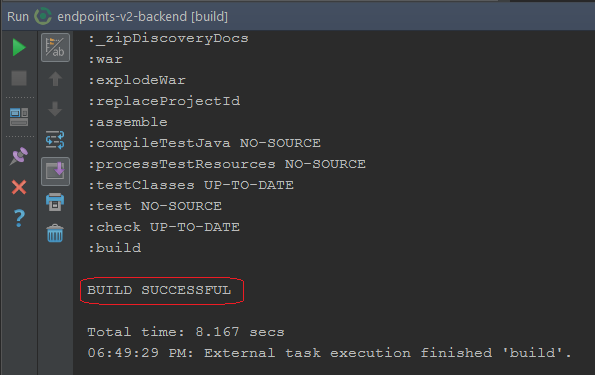 Run endpoints-v2-backend [build]
:_zipDiscoveryDocs
:war
:explodeWar
:replaceProjectId
:assemble
:compileTestJava NO-SOURCE
:processTestResources NO-SOURCE
:testClasses UP-TO-DATE
:test NO-SOURCE
:check UP-TO-DATE
:build
BUILD SUCCESSFUL
Total time: 8.167 secs
06:49:29 PM: External task execution finished 'build'.